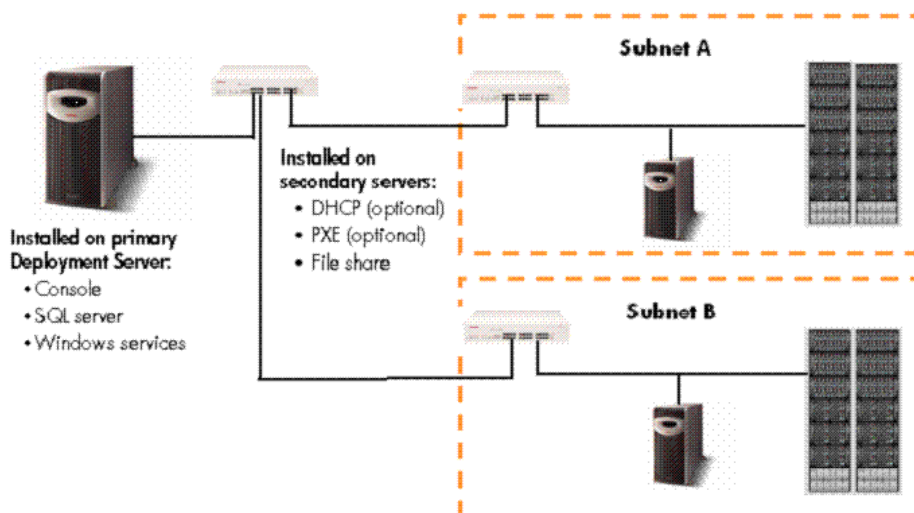 Subnet A
Installed on
secondary servers:
• DHCP (optional)
• PXE (optional)
• File share
Installed on primary
Deployment Server:
• Console
• SQL server
• Windows services
Subnet B